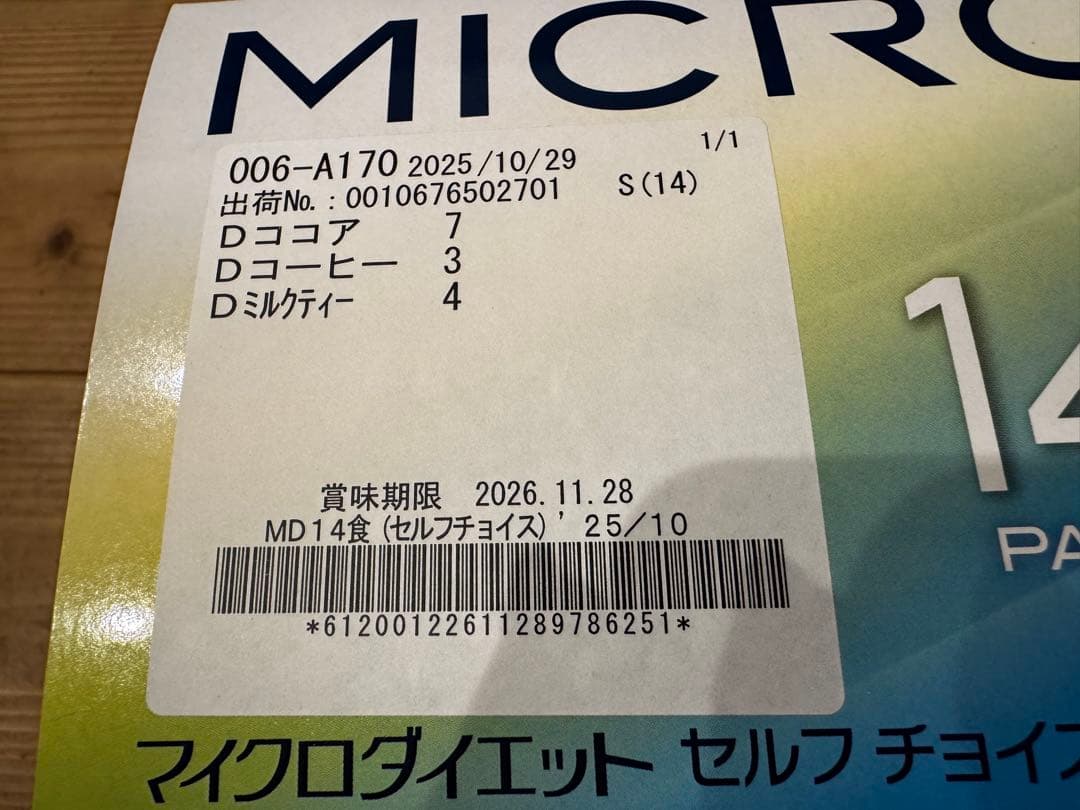 MICRO
006-A170 2025/10/29 1/1
出荷No.:0010676502701 S(14)
Dココア 7
Dコーヒー 3
Dミルクティー 4
14
PA
賞味期限 2026.11.28
MD14食(セルフチョイス)'25/10
*61200122611289786251*
マイクロダイエット セルフ チョイス